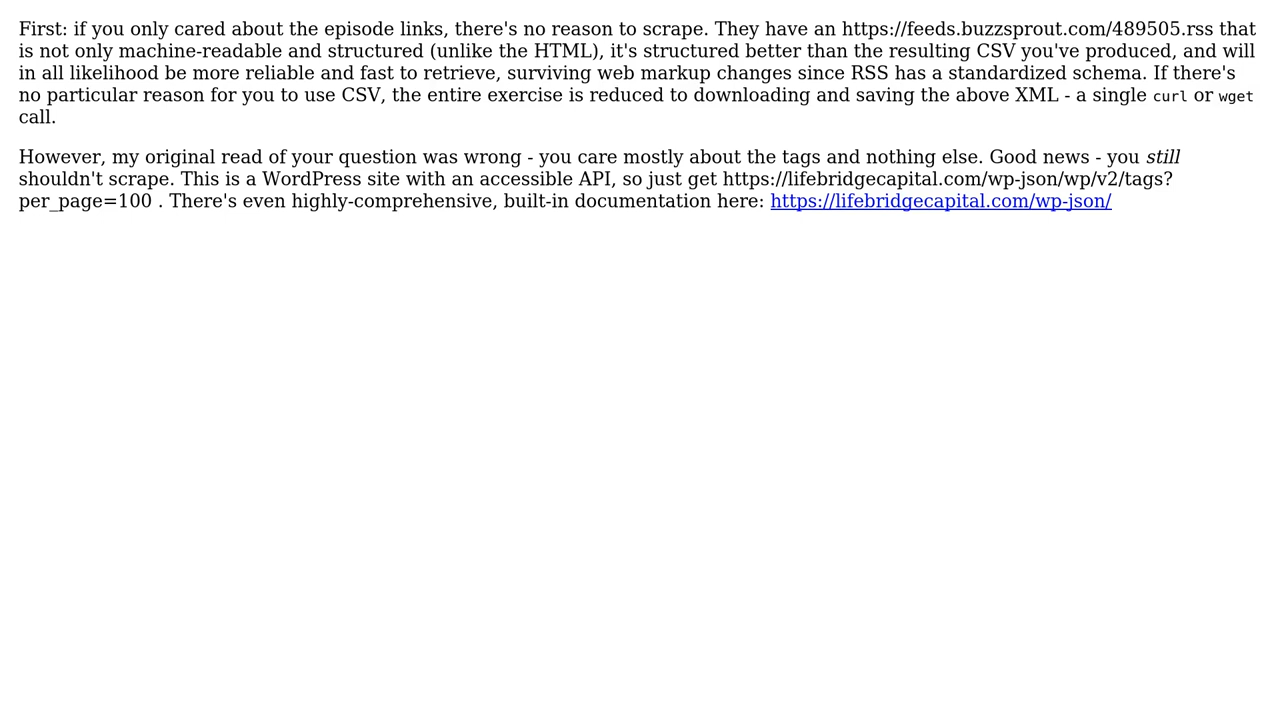 First: if you only cared about the episode links, there's no reason to scrape. They have an https://feeds.buzzsprout.com/489505.rss that
is not only machine-readable and structured (unlike the HTML), it's structured better than the resulting CSV you've produced, and will
in all likelihood be more reliable and fast to retrieve, surviving web markup changes since RSS has a standardized schema. If there's
no particular reason for you to use CSV, the entire exercise is reduced to downloading and saving the above XML - a single curl or wget
call.
However, my original read of your question was wrong - you care mostly about the tags and nothing else. Good news - you still
shouldn't scrape. This is a WordPress site with an accessible API, so just get https://lifebridgecapital.com/wp-json/wp/v2/tags?
per_page=100 . There's even highly-comprehensive, built-in documentation here: https://lifebridgecapital.com/wp-json/